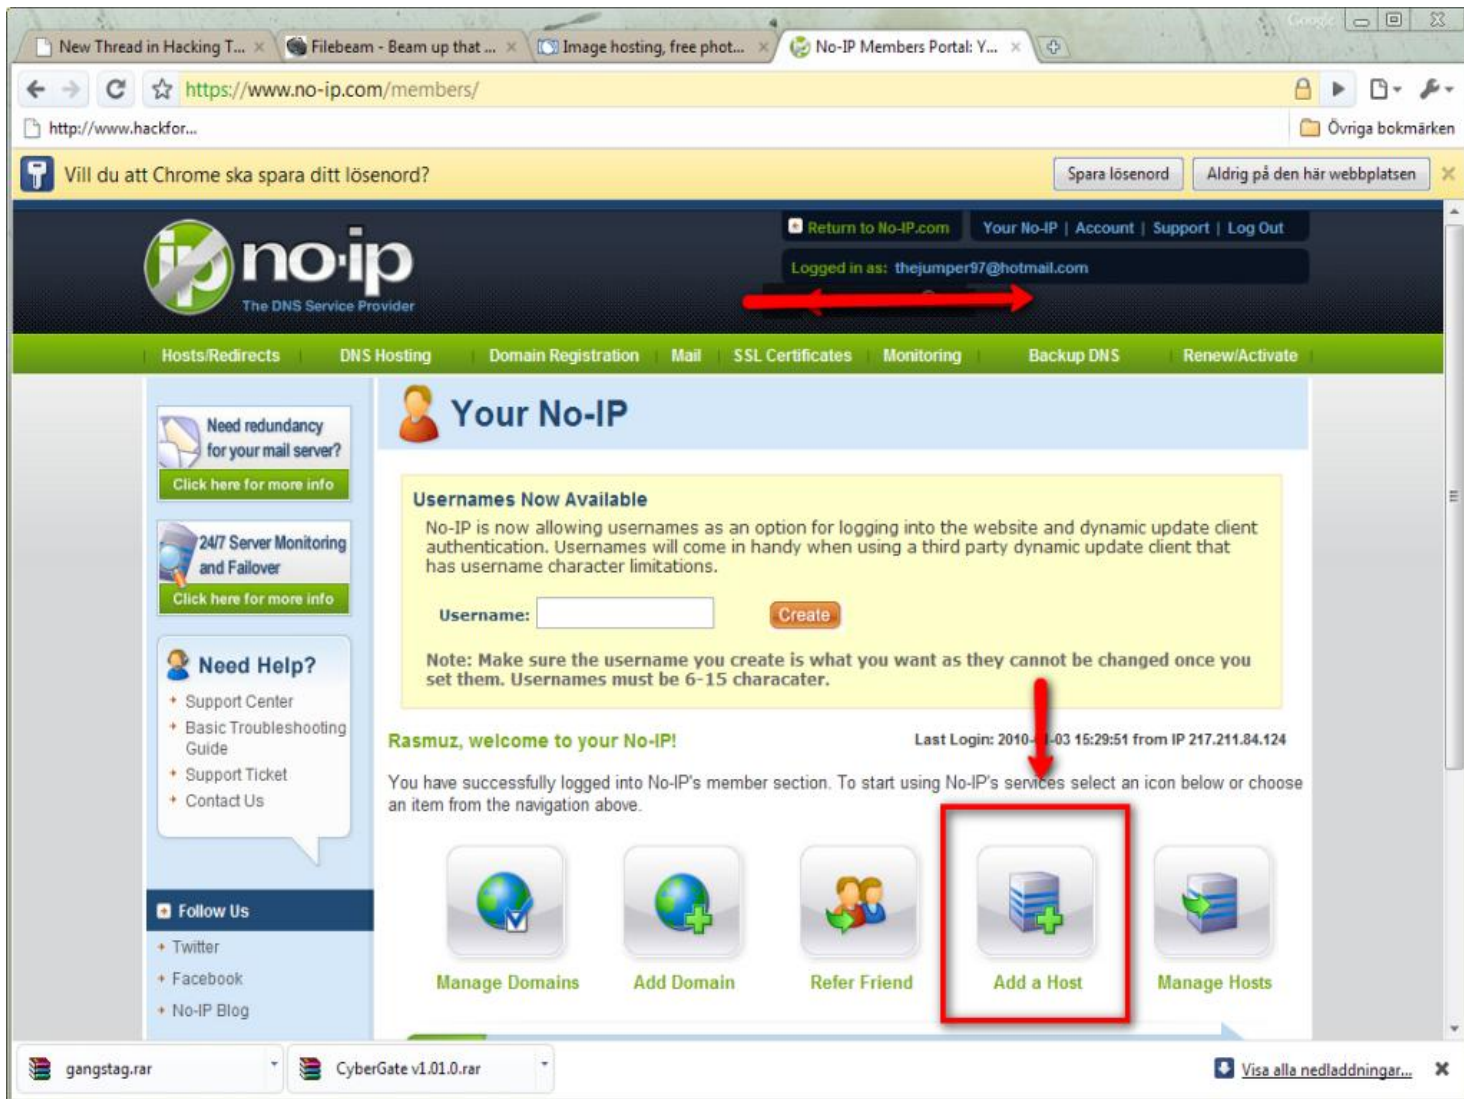 Google
New Thread in Hacking T...
Filebeam - Beam up that ...
Image hosting, free phot...
No-IP Members Portal: Y...
https://www.no-ip.com/members/
http://www.hackfor...
Övriga bokmärken
Vill du att Chrome ska spara ditt lösenord?
Spara lösenord
Aldrig på den här webbplatsen
no-ip
The DNS Service Provider
Return to No-IP.com
Your No-IP | Account | Support | Log Out
Logged in as: thejumper97@hotmail.com
Hosts/Redirects
DNS Hosting
Domain Registration
Mail
SSL Certificates
Monitoring
Backup DNS
Renew/Activate
Need redundancy
for your mail server?
Click here for more info
24/7 Server Monitoring
and Failover
Click here for more info
Need Help?
Support Center
Basic Troubleshooting
Guide
Support Ticket
Contact Us
Follow Us
Twitter
Facebook
No-IP Blog
Your No-IP
Usernames Now Available
No-IP is now allowing usernames as an option for logging into the website and dynamic update client
authentication. Usernames will come in handy when using a third party dynamic update client that
has username character limitations.
Username:
Create
Note: Make sure the username you create is what you want as they cannot be changed once you
set them. Usernames must be 6-15 characater.
Rasmuz, welcome to your No-IP!
Last Login: 2010- -03 15:29:51 from IP 217.211.84.124
You have successfully logged into No-IP's member section. To start using No-IP's services select an icon below or choose
an item from the navigation above.
Manage Domains
Add Domain
Refer Friend
Add a Host
Manage Hosts
gangstag.rar
CyberGate v1.01.0.rar
Visa alla nedladdningar...